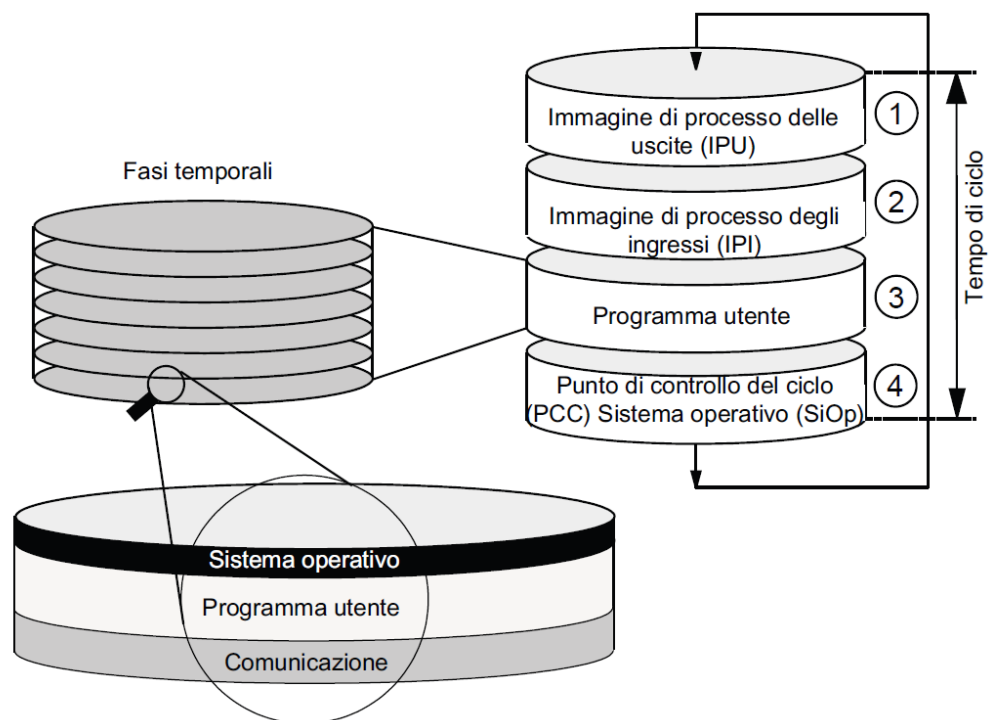 Fasi temporali
Immagine di processo delle
uscite (IPU)
1
Immagine di processo degli
ingressi (IPI)
2
Programma utente
3
Punto di controllo del ciclo
(PCC) Sistema operativo (SiOp)
4
Tempo di ciclo
Sistema operativo
Programma utente
Comunicazione